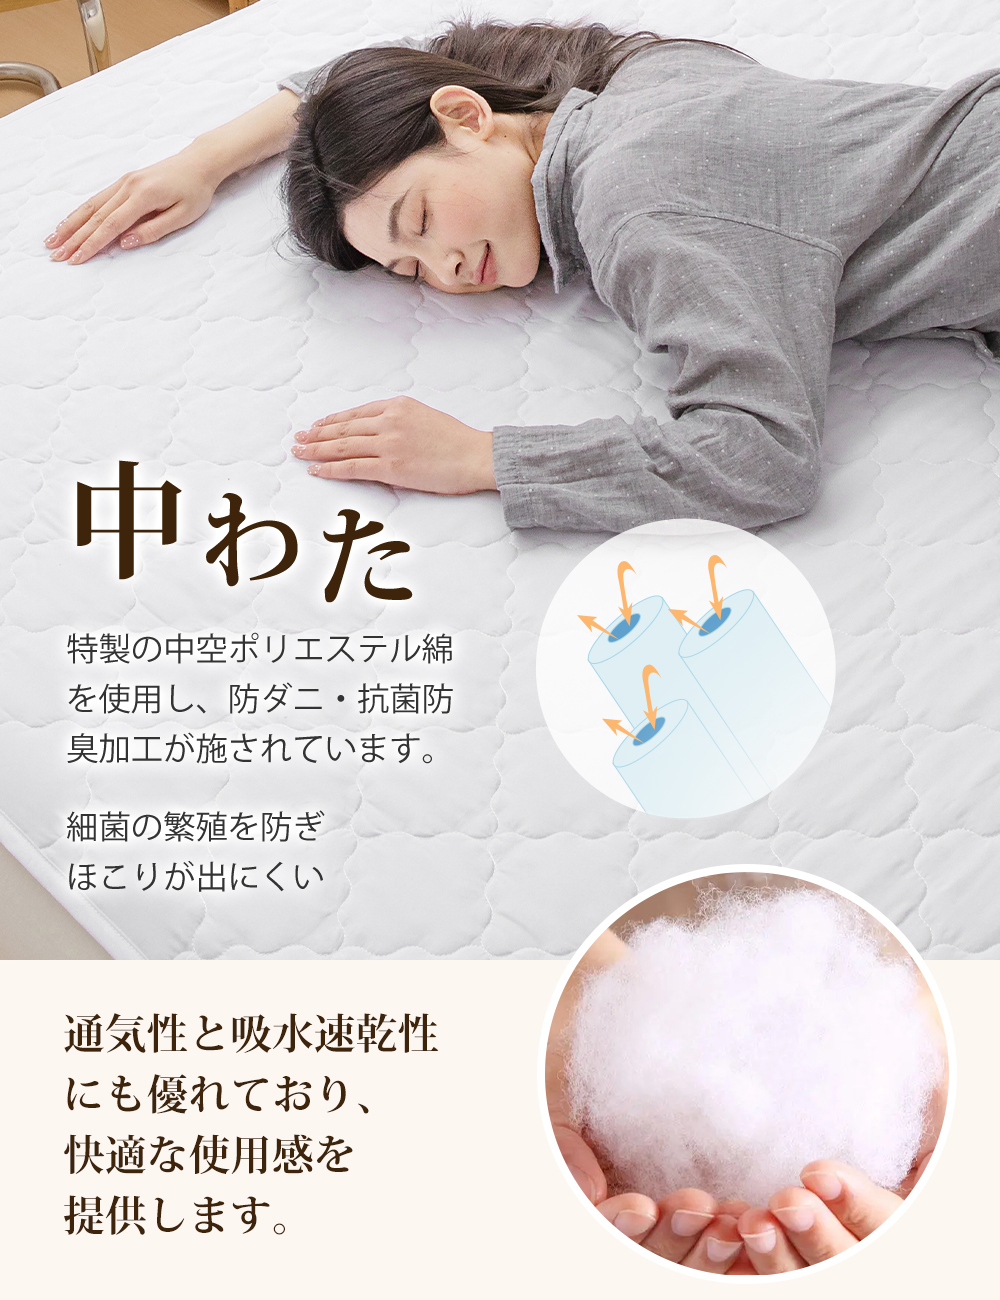 中わた
特製の中空ポリエステル綿
を使用し、防ダニ・抗菌防
臭加工が施されています。
細菌の繁殖を防ぎ
ほこりが出にくい
通気性と吸水速乾性
にも優れており、
快適な使用感を
提供します。